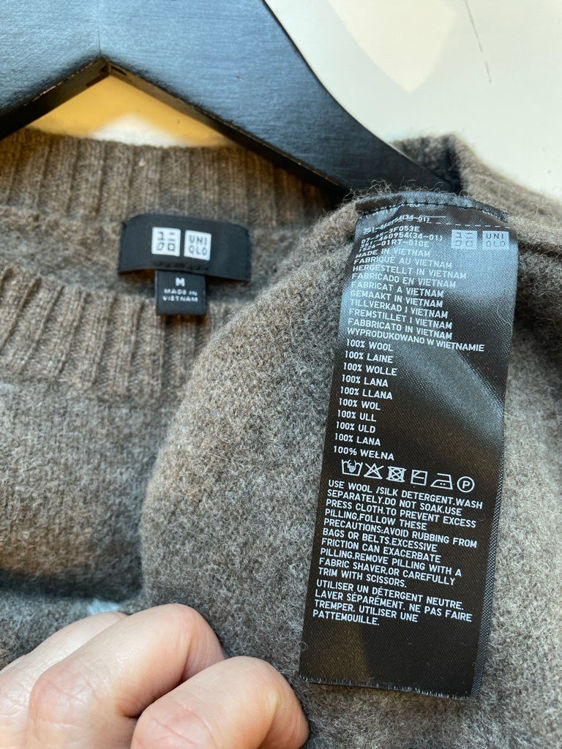 UNI
QLO
M
MADE IN
VIETNAM
UNI
QLO
MADE IN VIETNAM
FABRIQUÉ AU VIETNAM
HERGESTELLT IN VIETNAM
FABRICADO EN VIETNAM
FABRICAT A VIETNAM
GEMAAKT IN VIETNAM
TILLVERKAD I VIETNAM
FREMSTILLET I VIETNAM
FABBRICATO IN VIETNAM
WYPRODUKOWANO W WIETNAMIE
100% WOOL
100% LAINE
100% WOLLE
100% LANA
100% LLANA
100% WOL
100% ULL
100% ULD
100% LANA
100% WEŁNA
USE WOOL /SILK DETERGENT.WASH
SEPARATELY.DO NOT SOAK.USE
PRESS CLOTH.TO PREVENT EXCESS
PILLING,FOLLOW THESE
PRECAUTIONS:AVOID RUBBING FROM
BAGS OR BELTS.EXCESSIVE
FRICTION CAN EXACERBATE
PILLING.REMOVE PILLING WITH A
FABRIC SHAVER,OR CAREFULLY
TRIM WITH SCISSORS.
UTILISER UN DÉTERGENT NEUTRE.
LAVER SÉPARÉMENT. NE PAS FAIRE
TREMPER. UTILISER UNE
PATTEMOUILLE.